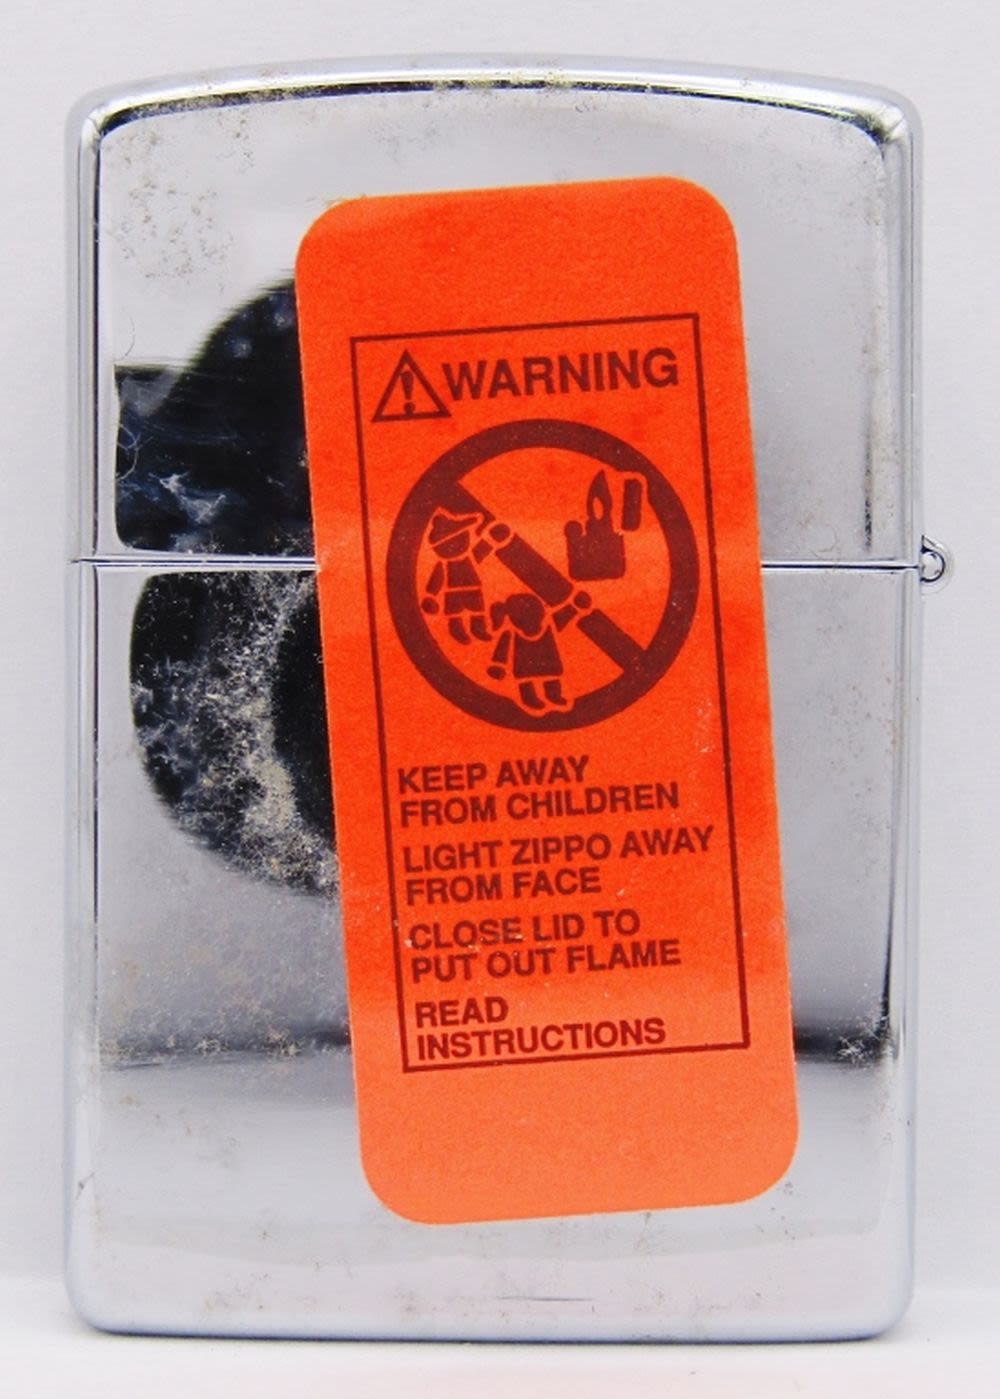 WARNING
KEEP AWAY
FROM CHILDREN
LIGHT ZIPPO AWAY
FROM FACE
CLOSE LID TO
PUT OUT FLAME
READ
INSTRUCTIONS